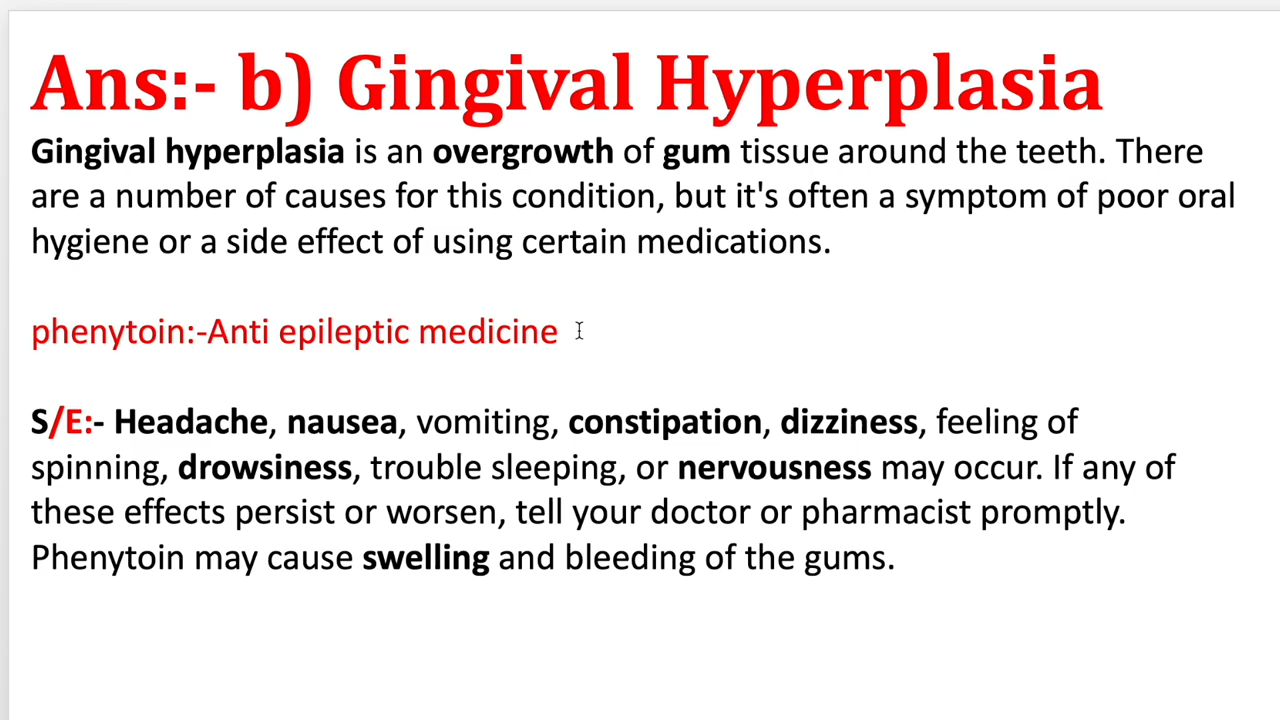 Ans:- b) Gingival Hyperplasia
Gingival hyperplasia is an overgrowth of gum tissue around the teeth. There
are a number of causes for this condition, but it's often a symptom of poor oral
hygiene or a side effect of using certain medications.
phenytoin:-Anti epileptic medicine
S/E:- Headache, nausea, vomiting, constipation, dizziness, feeling of
spinning, drowsiness, trouble sleeping, or nervousness may occur. If any of
these effects persist or worsen, tell your doctor or pharmacist promptly.
Phenytoin may cause swelling and bleeding of the gums.